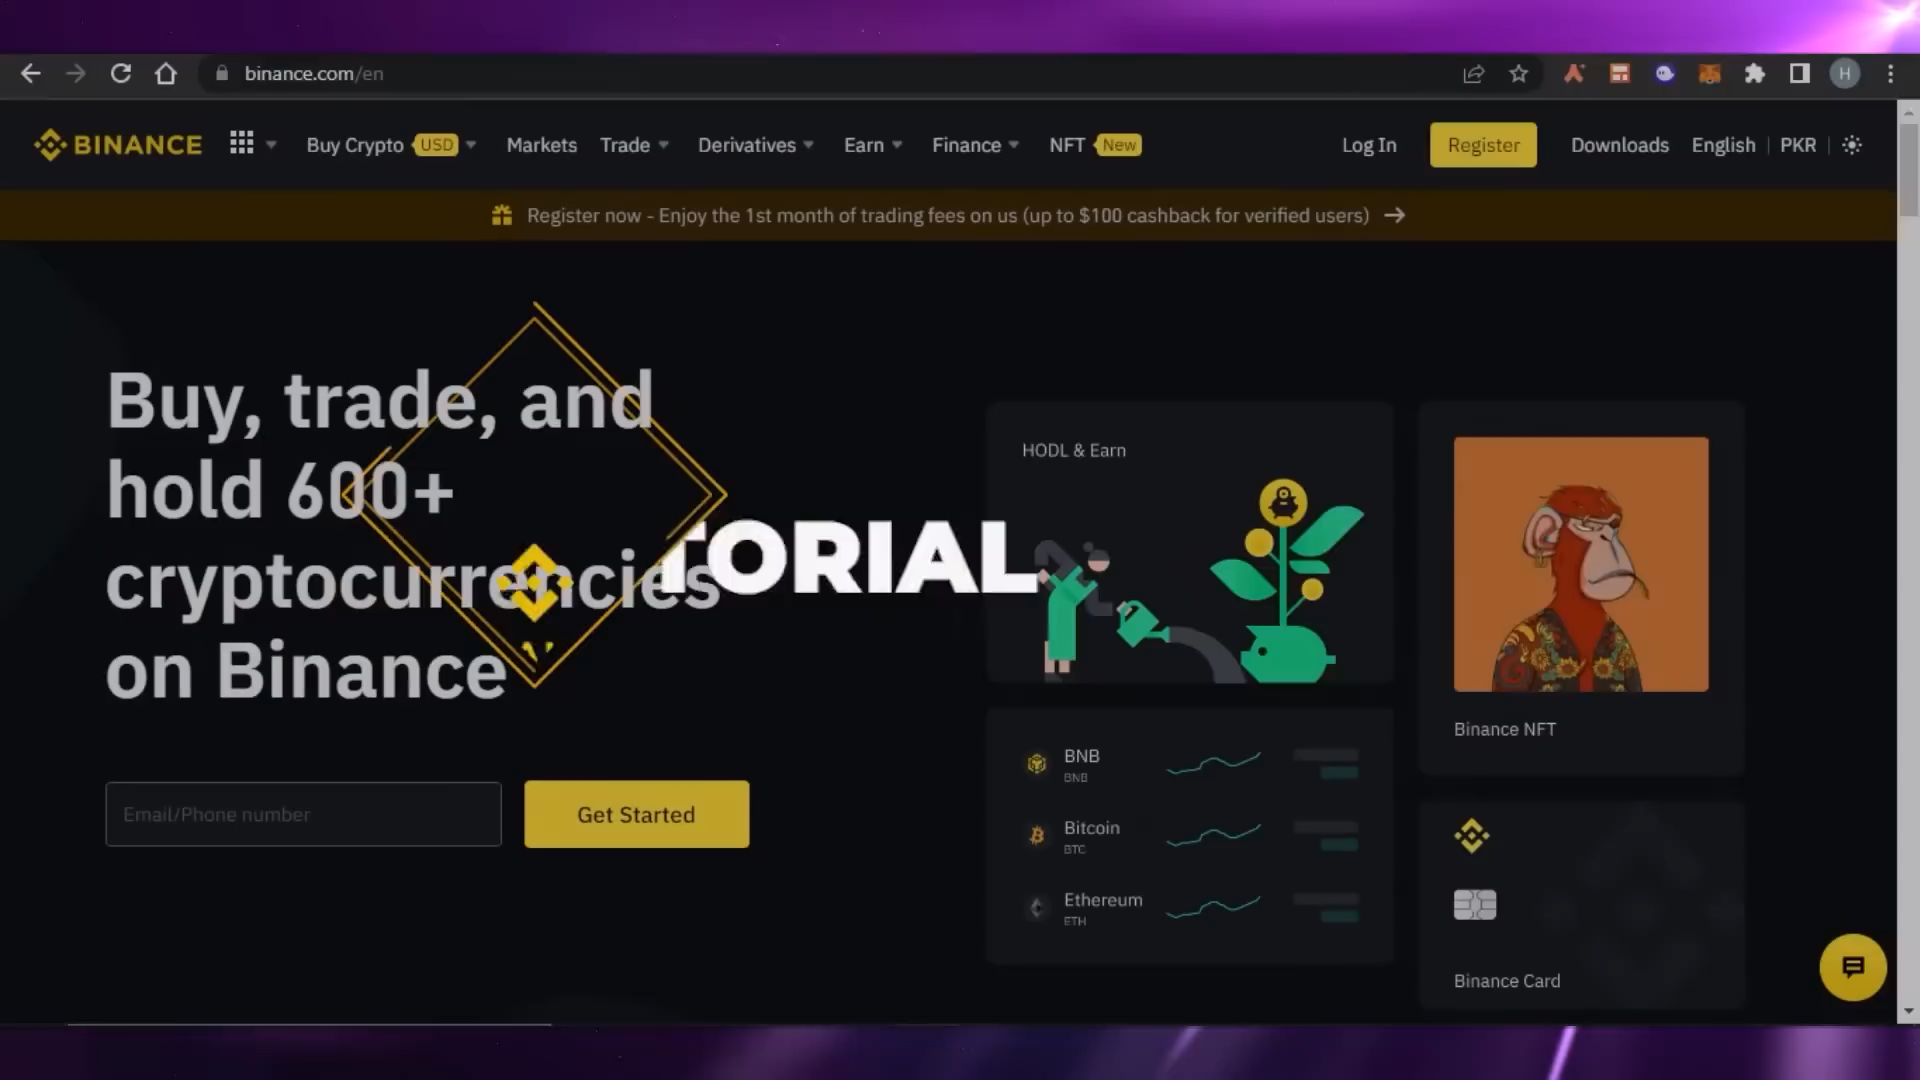 binance.com/en
H
BINANCE
Buy Crypto USD
Markets
Trade
Derivatives
Earn
Finance
NFT New
Log In
Register
Downloads
English
PKR
Register now - Enjoy the 1st month of trading fees on us (up to $100 cashback for verified users)
Buy, trade, and
hold 600+
cryptocurrencies
on Binance
TORIAL
Email/Phone number
Get Started
HODL & Earn
BNB
BNB
Bitcoin
BTC
Ethereum
ETH
Binance NFT
Binance Card